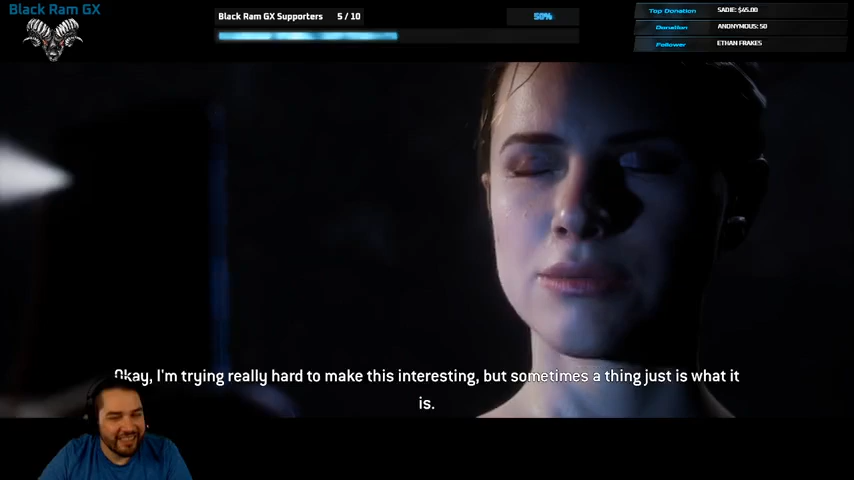 Black Ram GX
Black Ram GX Supporters 5 / 10
50%
Top Donation SADIE: $65.00
Donation ANONYMOUS: 50
Follower ETHAN FRAKES
Okay, I'm trying really hard to make this interesting, but sometimes a thing just is what it
is.